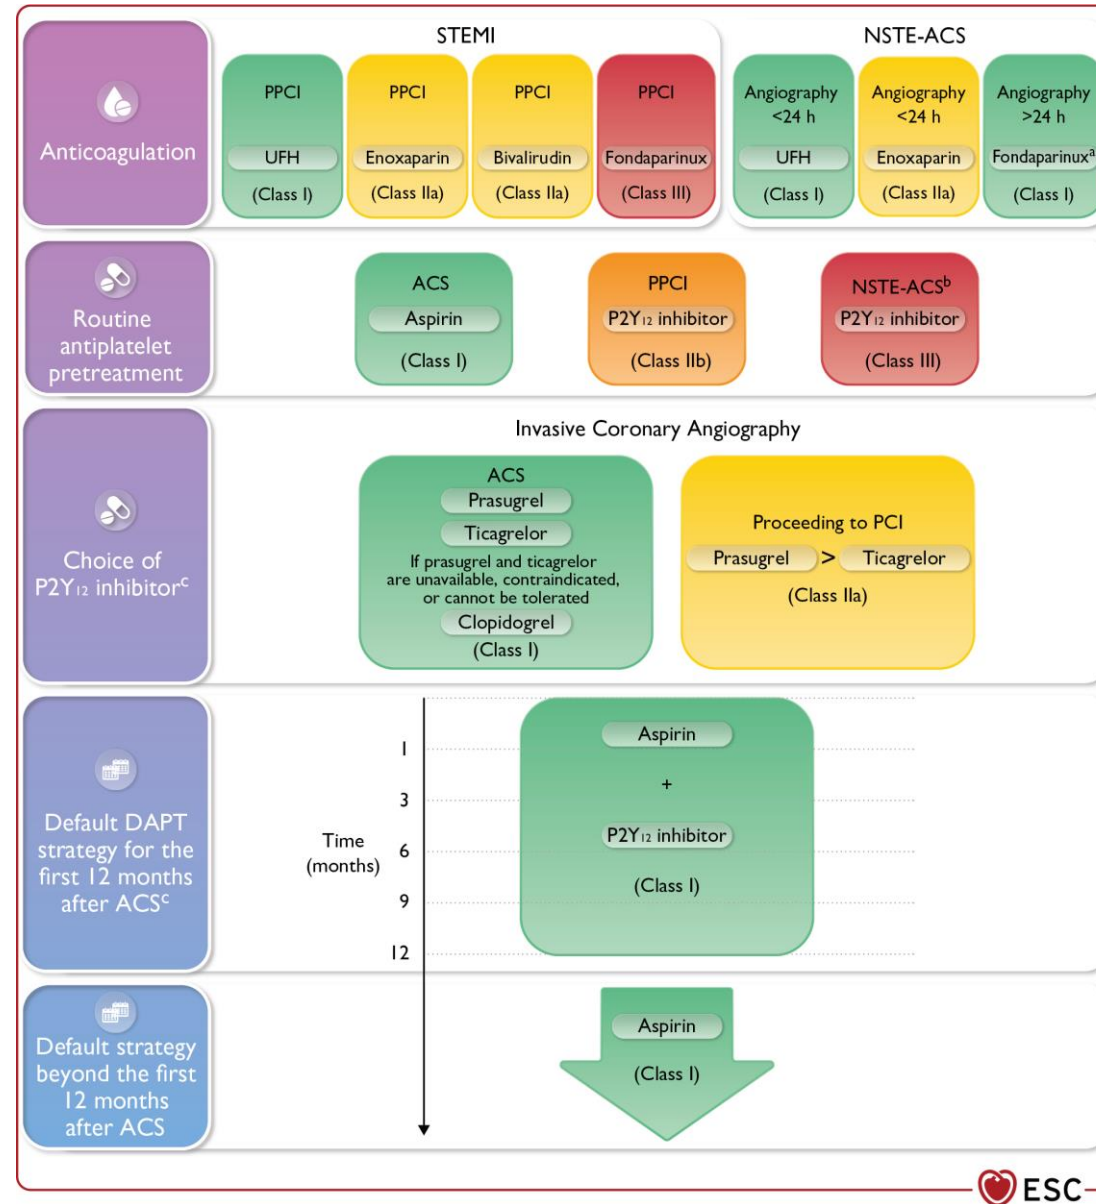 STEMI
NSTE-ACS
Anticoagulation
PPCI
UFH
(Class I)
PPCI
Enoxaparin
(Class IIa)
PPCI
Bivalirudin
(Class IIa)
PPCI
Fondaparinux
(Class III)
Angiography
<24 h
UFH
(Class I)
Angiography
<24 h
Enoxaparin
(Class IIa)
Angiography
>24 h
Fondaparinuxᵃ
(Class I)
Routine
antiplatelet
pretreatment
ACS
Aspirin
(Class I)
PPCI
P2Y₁₂ inhibitor
(Class IIb)
NSTE-ACSᵇ
P2Y₁₂ inhibitor
(Class III)
Choice of
P2Y₁₂ inhibitorᶜ
Invasive Coronary Angiography
ACS
Prasugrel
Ticagrelor
If prasugrel and ticagrelor
are unavailable, contraindicated,
or cannot be tolerated
Clopidogrel
(Class I)
Proceeding to PCI
Prasugrel > Ticagrelor
(Class IIa)
Default DAPT
strategy for the
first 12 months
after ACSᶜ
Time
(months)
1
3
6
9
12
Aspirin
+
P2Y₁₂ inhibitor
(Class I)
Default strategy
beyond the first
12 months
after ACS
Aspirin
(Class I)
ESC